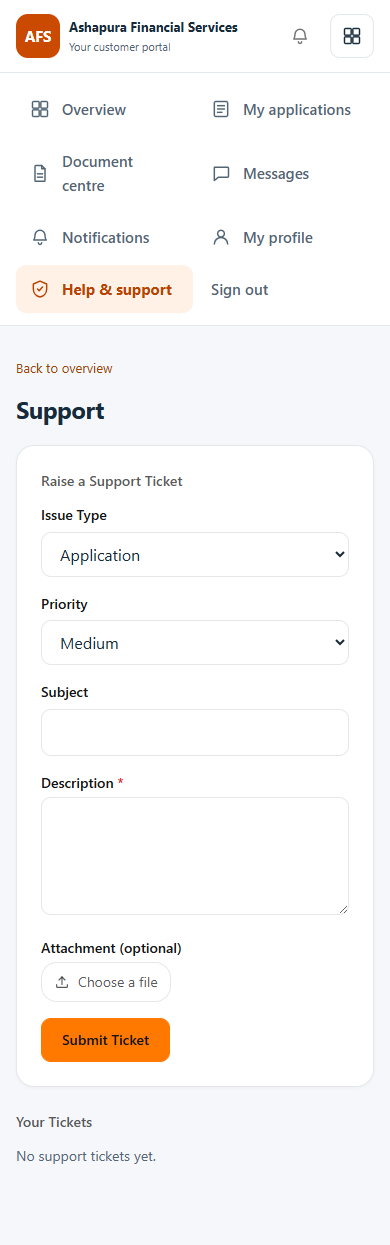 AFS
Ashapura Financial Services
Your customer portal
Overview
My applications
Document
centre
Messages
Notifications
My profile
Help & support
Sign out
Back to overview
Support
Raise a Support Ticket
Issue Type
Application
Priority
Medium
Subject
Description *
Attachment (optional)
Choose a file
Submit Ticket
Your Tickets
No support tickets yet.